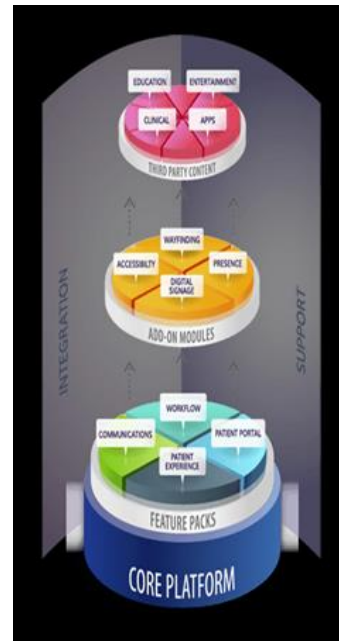 EDUCATION
ENTERTAINMENT
CLINICAL
APPS
THIRD PARTY CONTENT
WAYFINDING
ACCESSIBILTY
PRESENCE
DIGITAL
SIGNAGE
ADD-ON MODULES
INTEGRATION
SUPPORT
WORKFLOW
COMMUNICATIONS
PATIENT PORTAL
PATIENT
EXPERIENCE
FEATURE PACKS
CORE PLATFORM